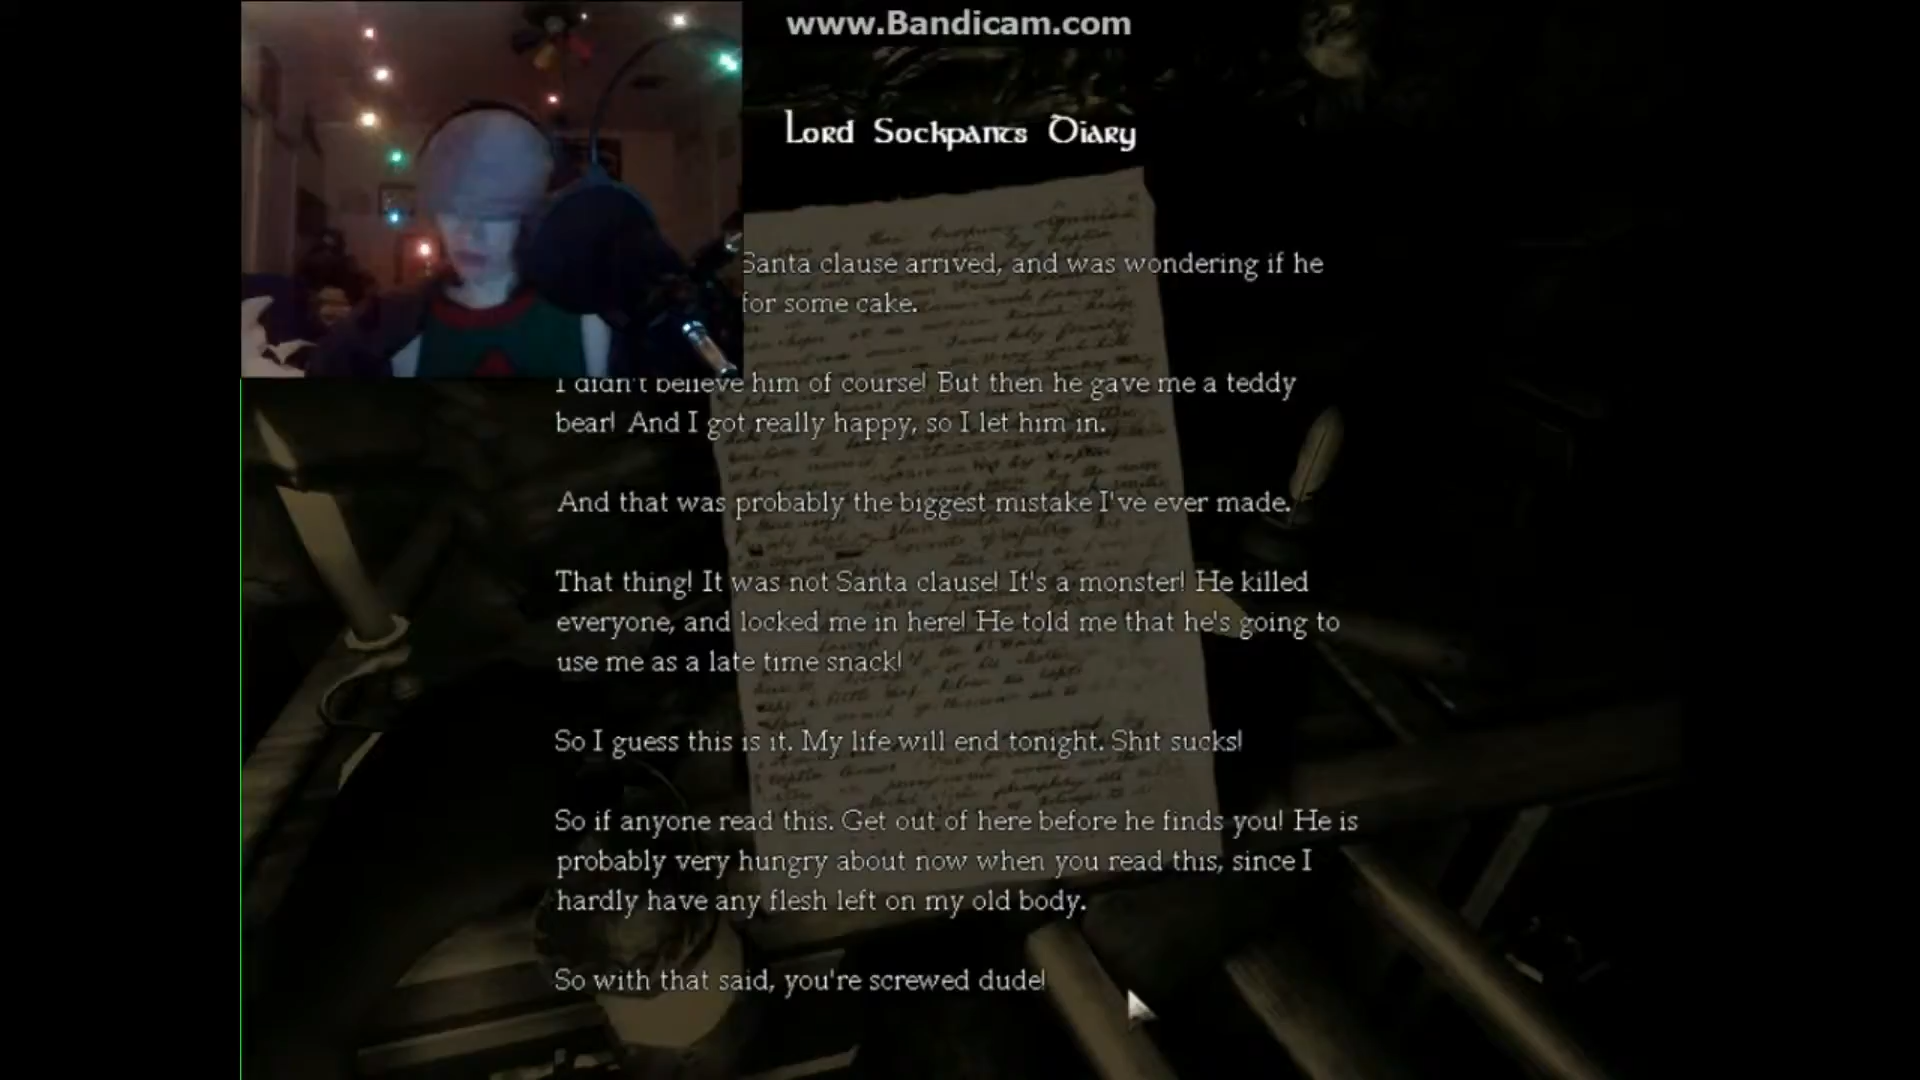 www.Bandicam.com
Lord Sockpants Diary
Santa clause arrived, and was wondering if he
for some cake.
I didn't believe him of course! But then he gave me a teddy
bear! And I got really happy, so I let him in.
And that was probably the biggest mistake I've ever made.
That thing! It was not Santa clause! It's a monster! He killed
everyone, and locked me in here! He told me that he's going to
use me as a late time snack!
So I guess this is it. My life will end tonight. Shit sucks!
So if anyone read this. Get out of here before he finds you! He is
probably very hungry about now when you read this, since I
hardly have any flesh left on my old body.
So with that said, you're screwed dude!